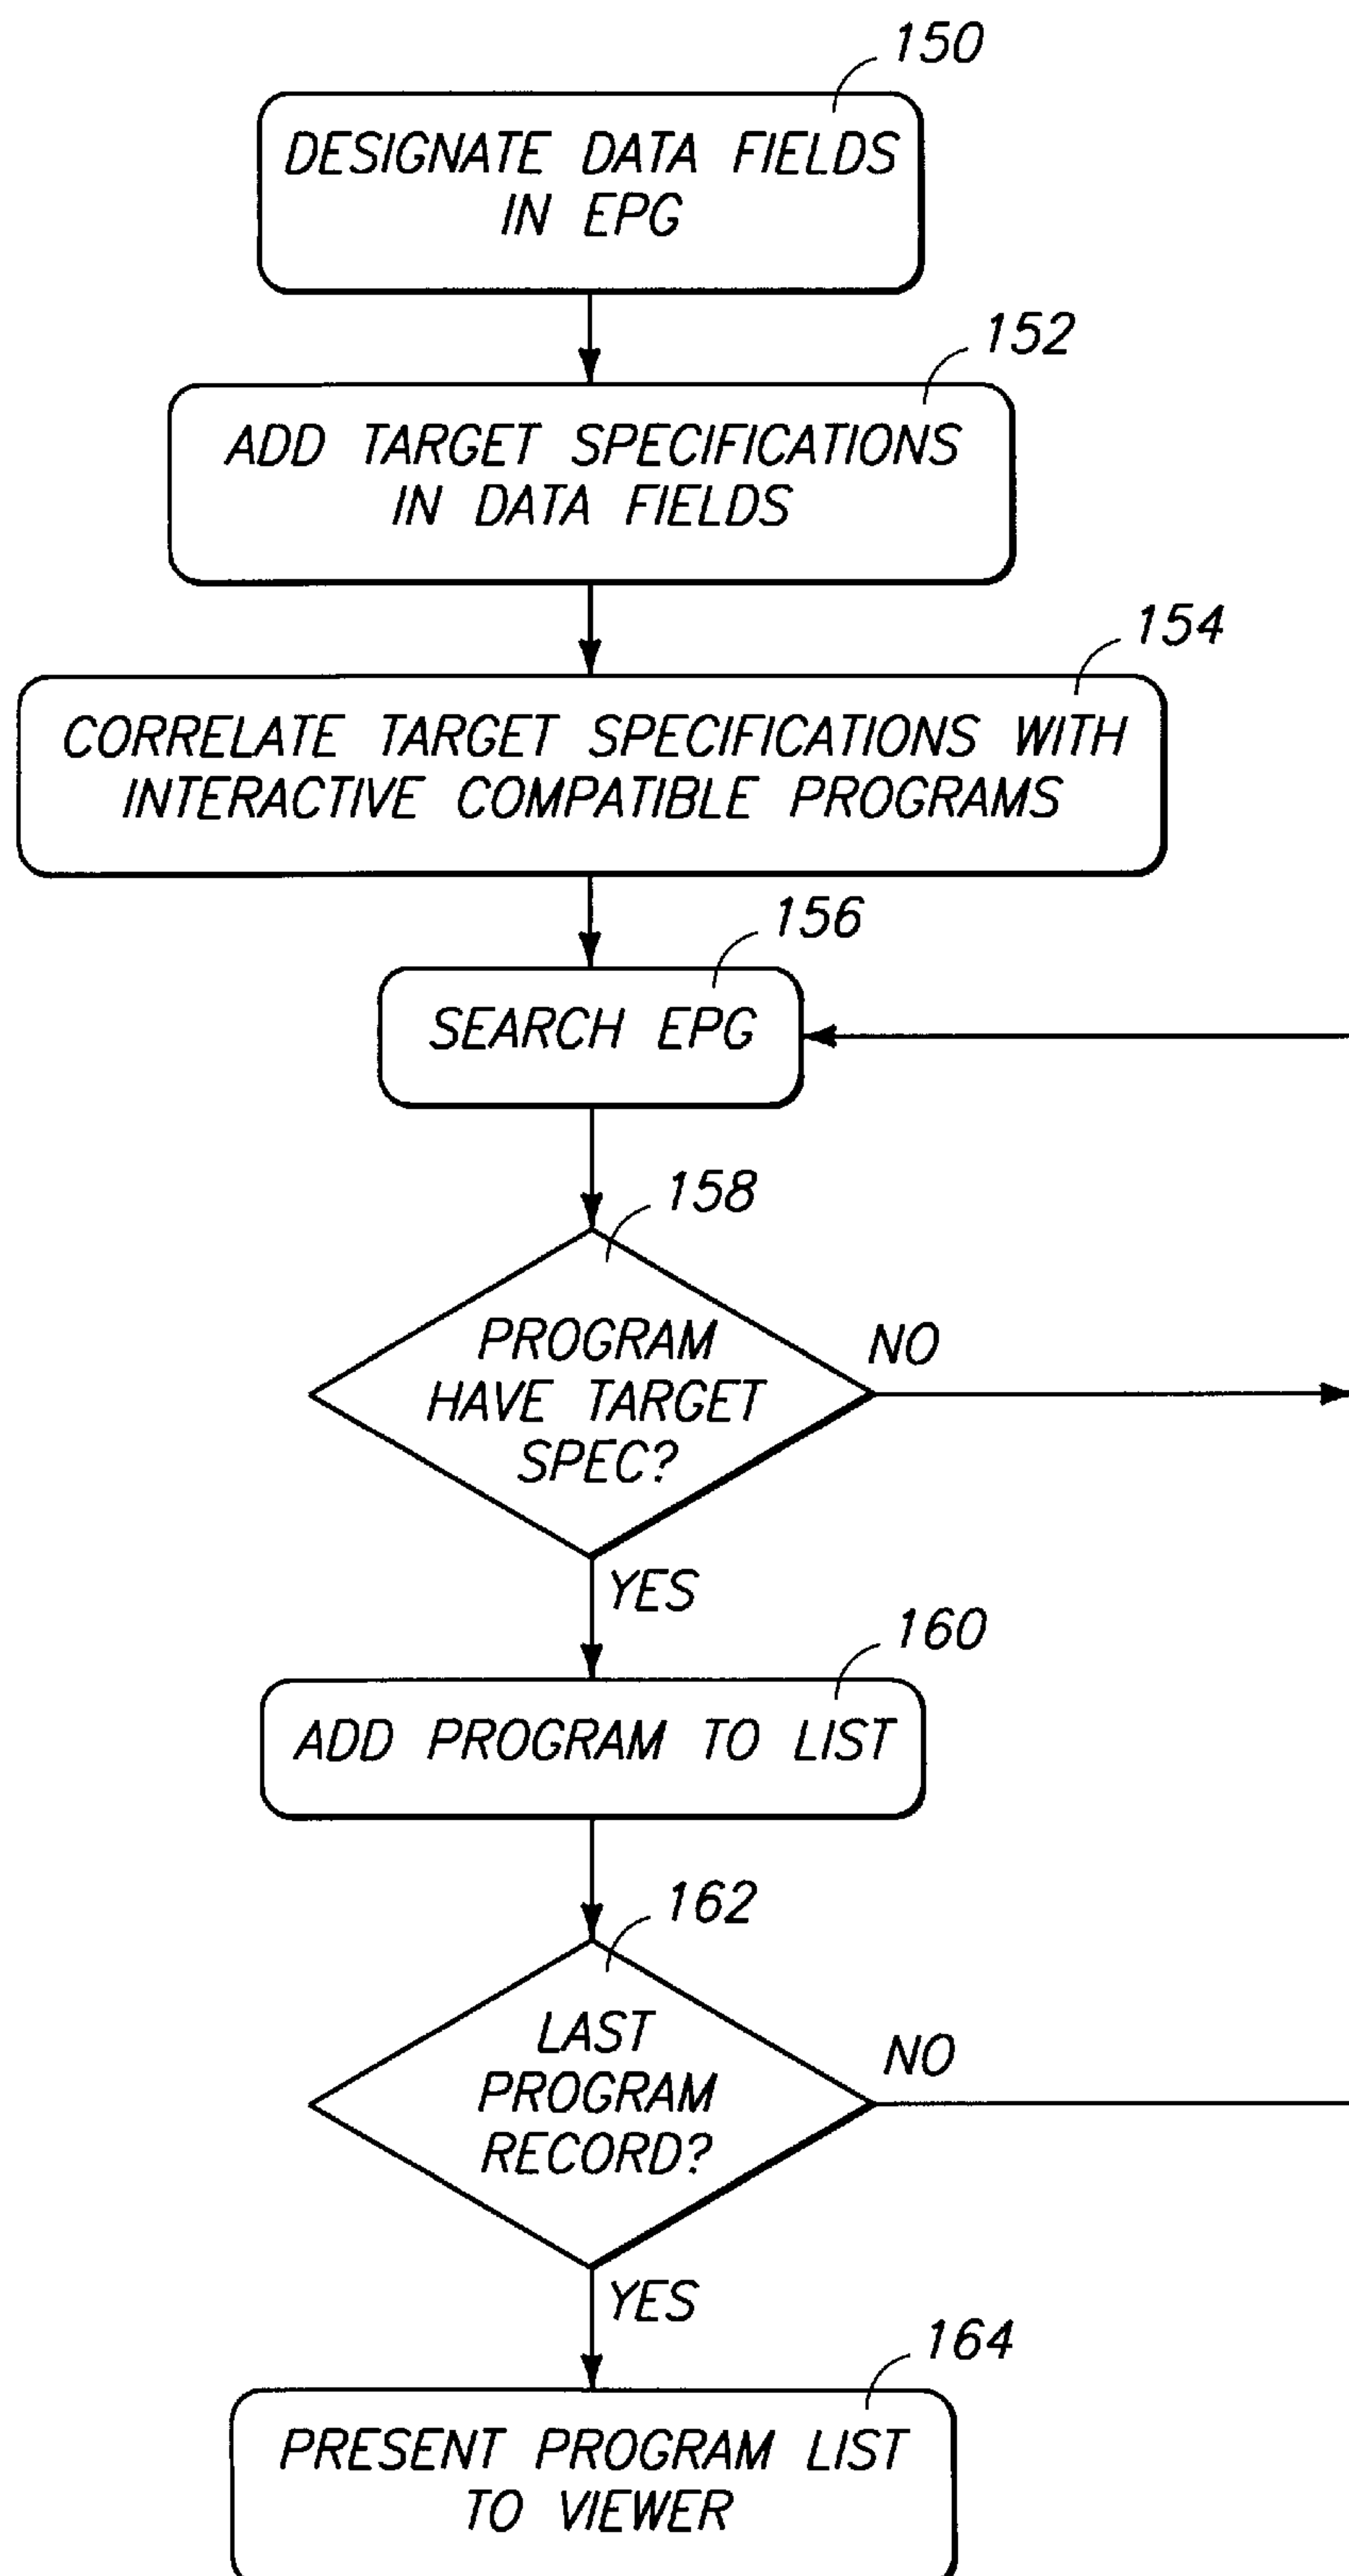 150
DESIGNATE DATA FIELDS
IN EPG
152
ADD TARGET SPECIFICATIONS
IN DATA FIELDS
154
CORRELATE TARGET SPECIFICATIONS WITH
INTERACTIVE COMPATIBLE PROGRAMS
156
SEARCH EPG
158
PROGRAM
HAVE TARGET
SPEC?
NO
YES
160
ADD PROGRAM TO LIST
162
LAST
PROGRAM
RECORD?
NO
YES
164
PRESENT PROGRAM LIST
TO VIEWER